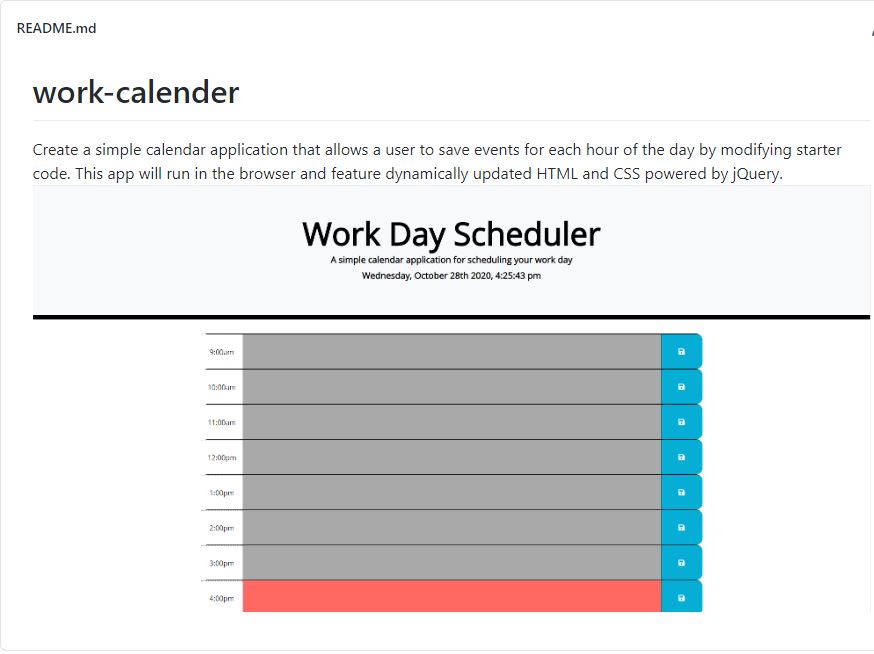 README.md
work-calender
Create a simple calendar application that allows a user to save events for each hour of the day by modifying starter
code. This app will run in the browser and feature dynamically updated HTML and CSS powered by jQuery.
Work Day Scheduler
A simple calendar application for scheduling your work day
Wednesday, October 28th 2020, 4:25:43 pm
9:00am
10:00am
11:00am
12:00pm
1:00pm
2:00pm
3:00pm
4:00pm